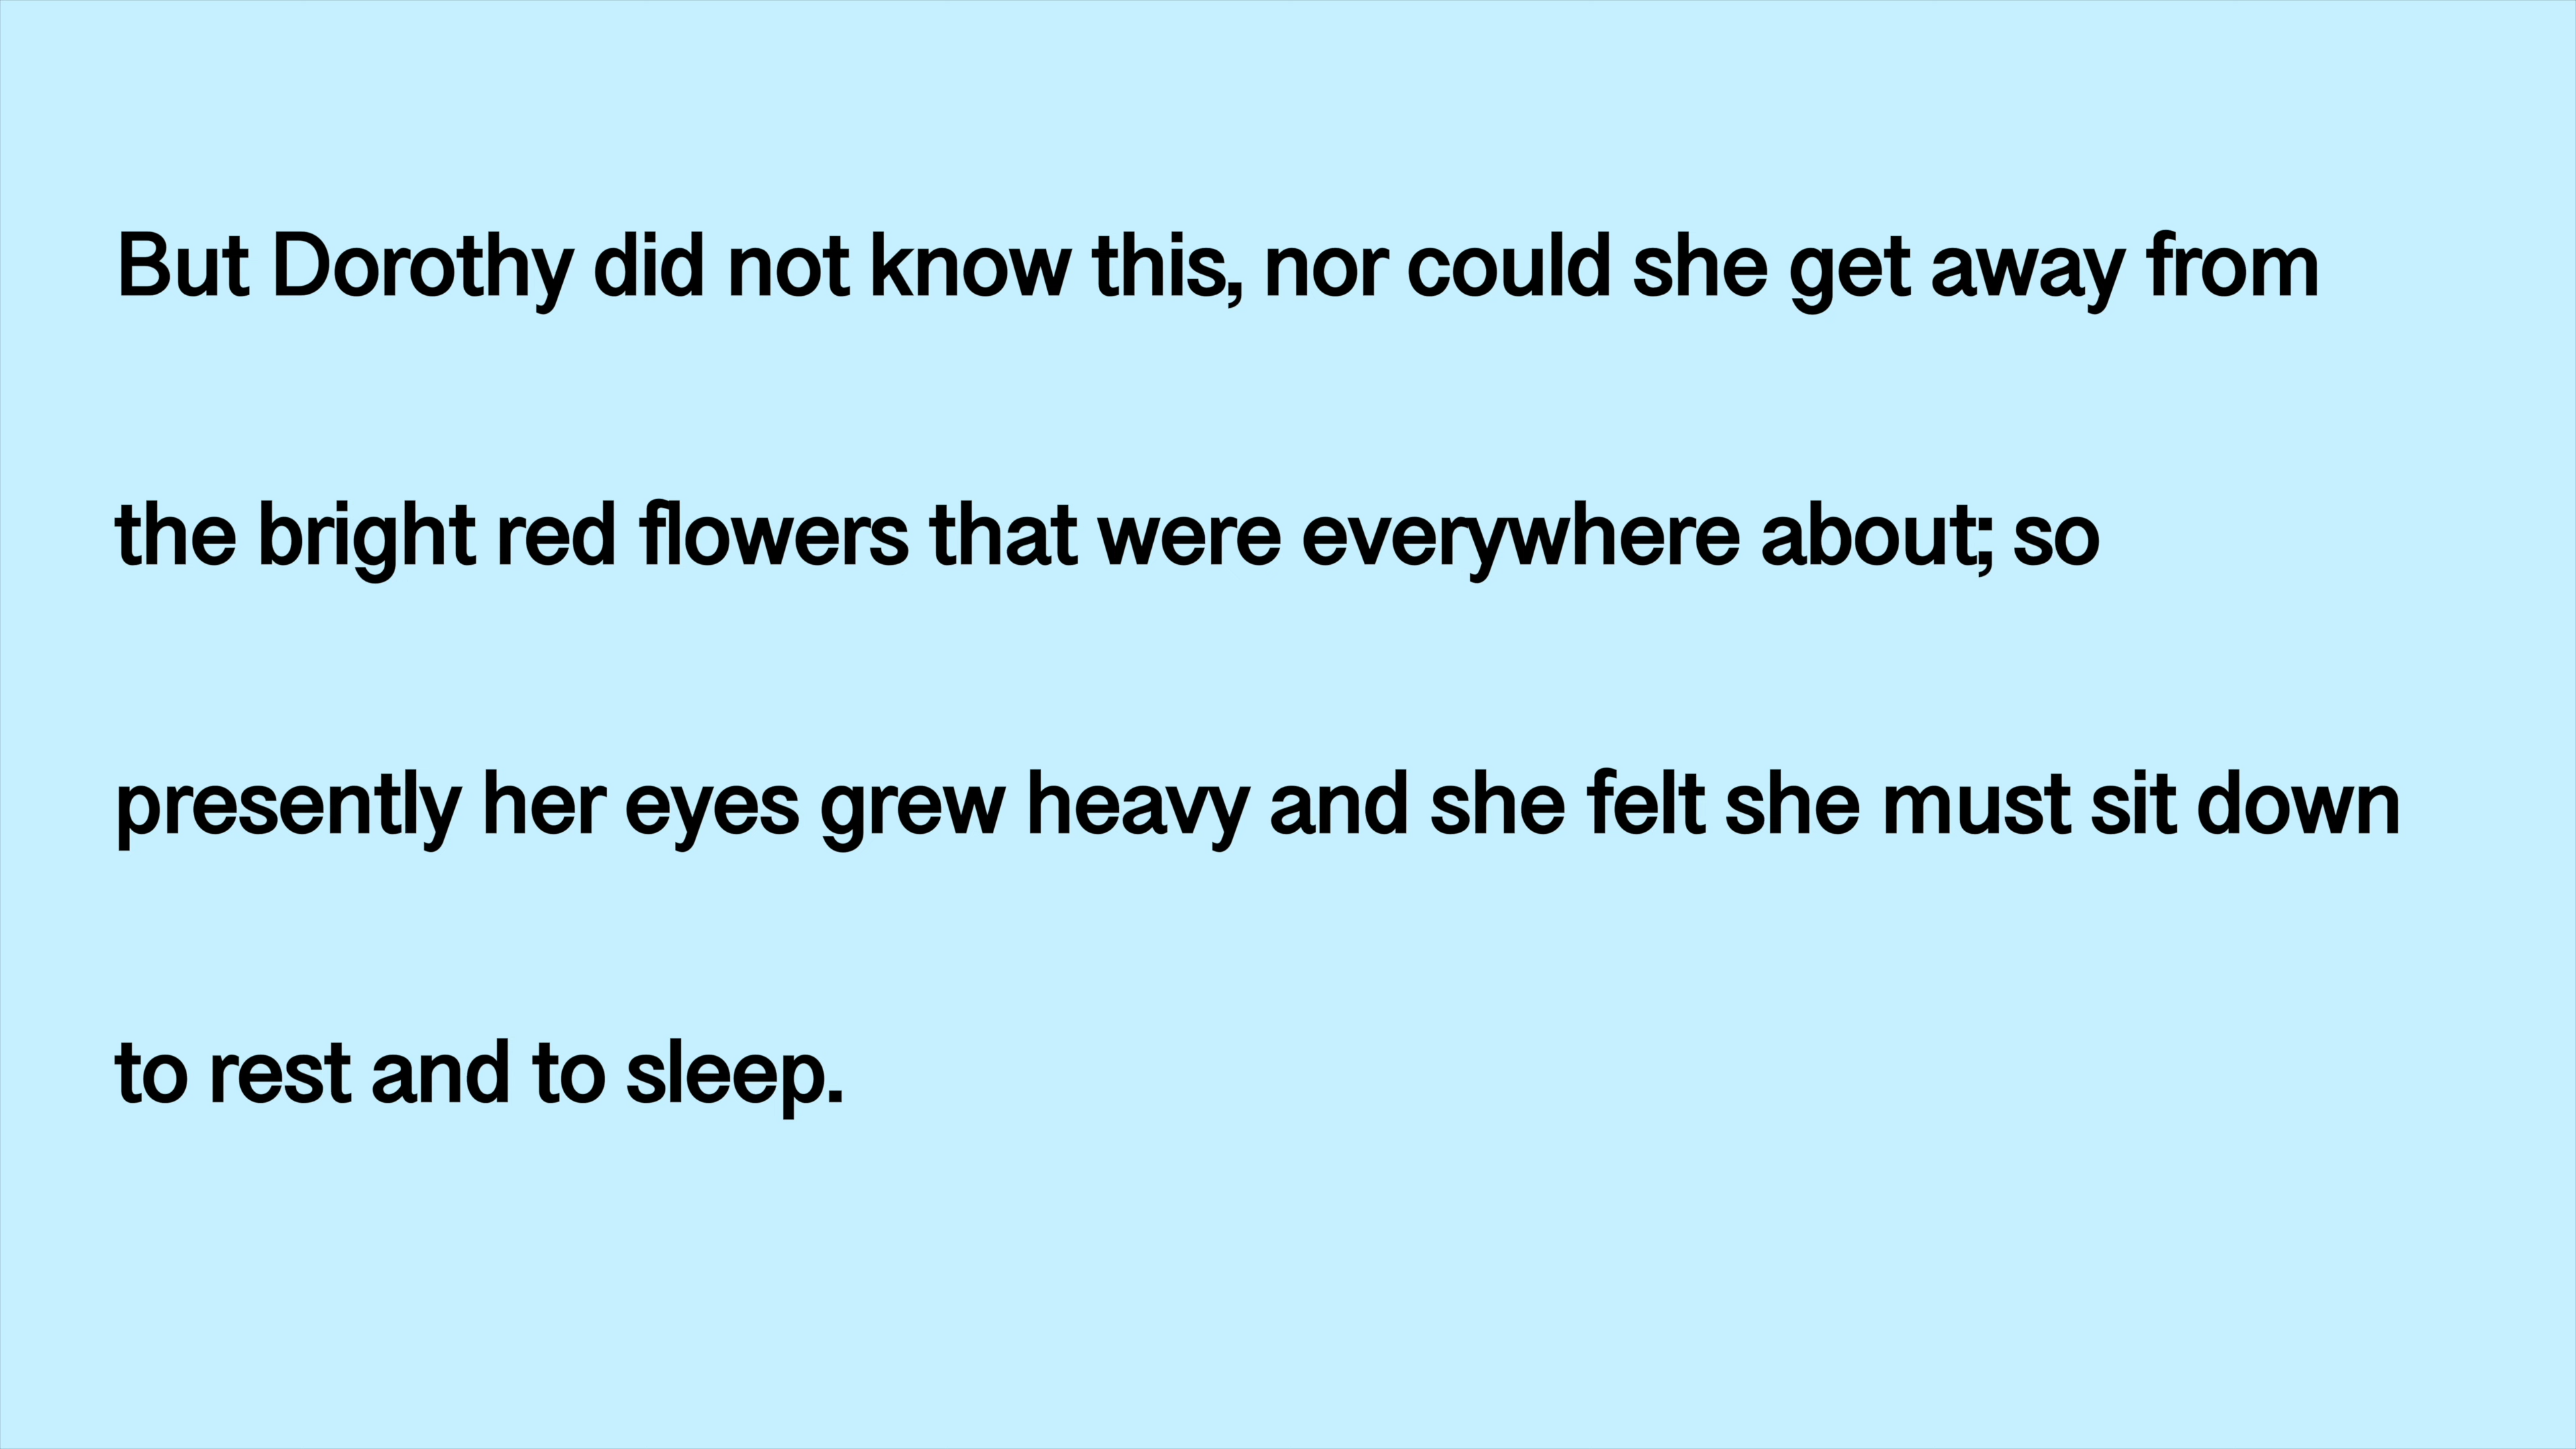 But Dorothy did not know this, nor could she get away from
the bright red flowers that were everywhere about; so
presently her eyes grew heavy and she felt she must sit down
to rest and to sleep.